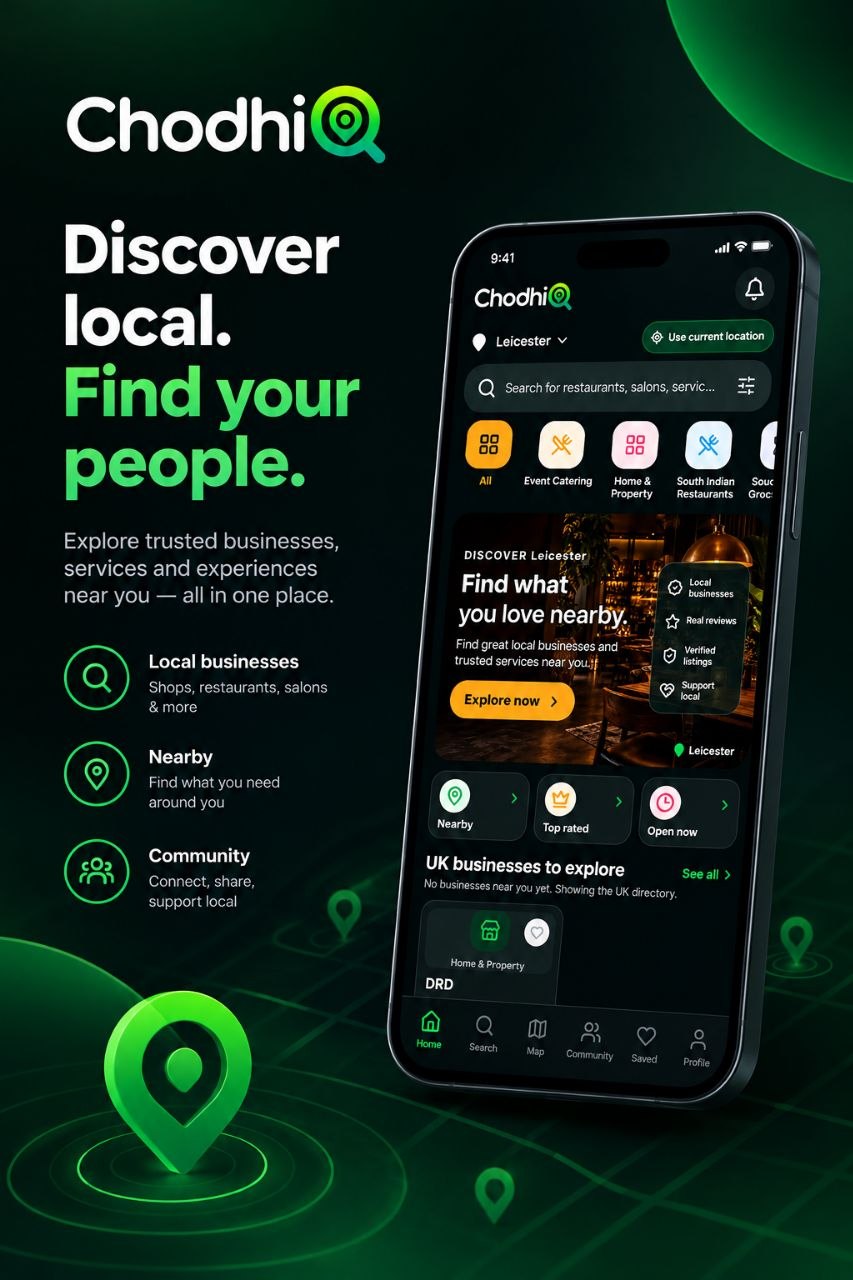 Chodhi
Discover
local.
Find your
people.
Explore trusted businesses,
services and experiences
near you — all in one place.
Local businesses
Shops, restaurants, salons
& more
Nearby
Find what you need
around you
Community
Connect, share,
support local
9:41
Chodhi
Leicester
Use current location
Search for restaurants, salons, servic...
All
Event Catering
Home &
Property
South Indian
Restaurants
Souc
Groc
DISCOVER Leicester
Find what
you love nearby.
Find great local businesses and
trusted services near you.
Explore now
Local
businesses
Real reviews
Verified
listings
Support
local
Leicester
Nearby
Top rated
Open now
UK businesses to explore
See all
No businesses near you yet. Showing the UK directory.
Home & Property
DRD
Home
Search
Map
Community
Saved
Profile